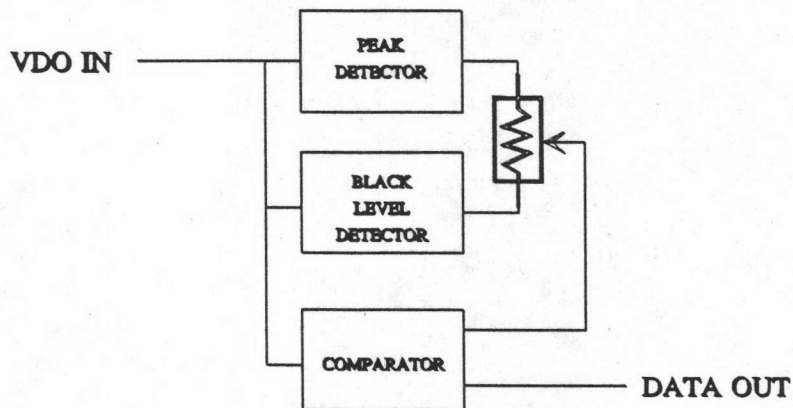 PEAK
DETECTOR
VDO IN
BLACK
LEVEL
DETECTOR
COMPARATOR
DATA OUT